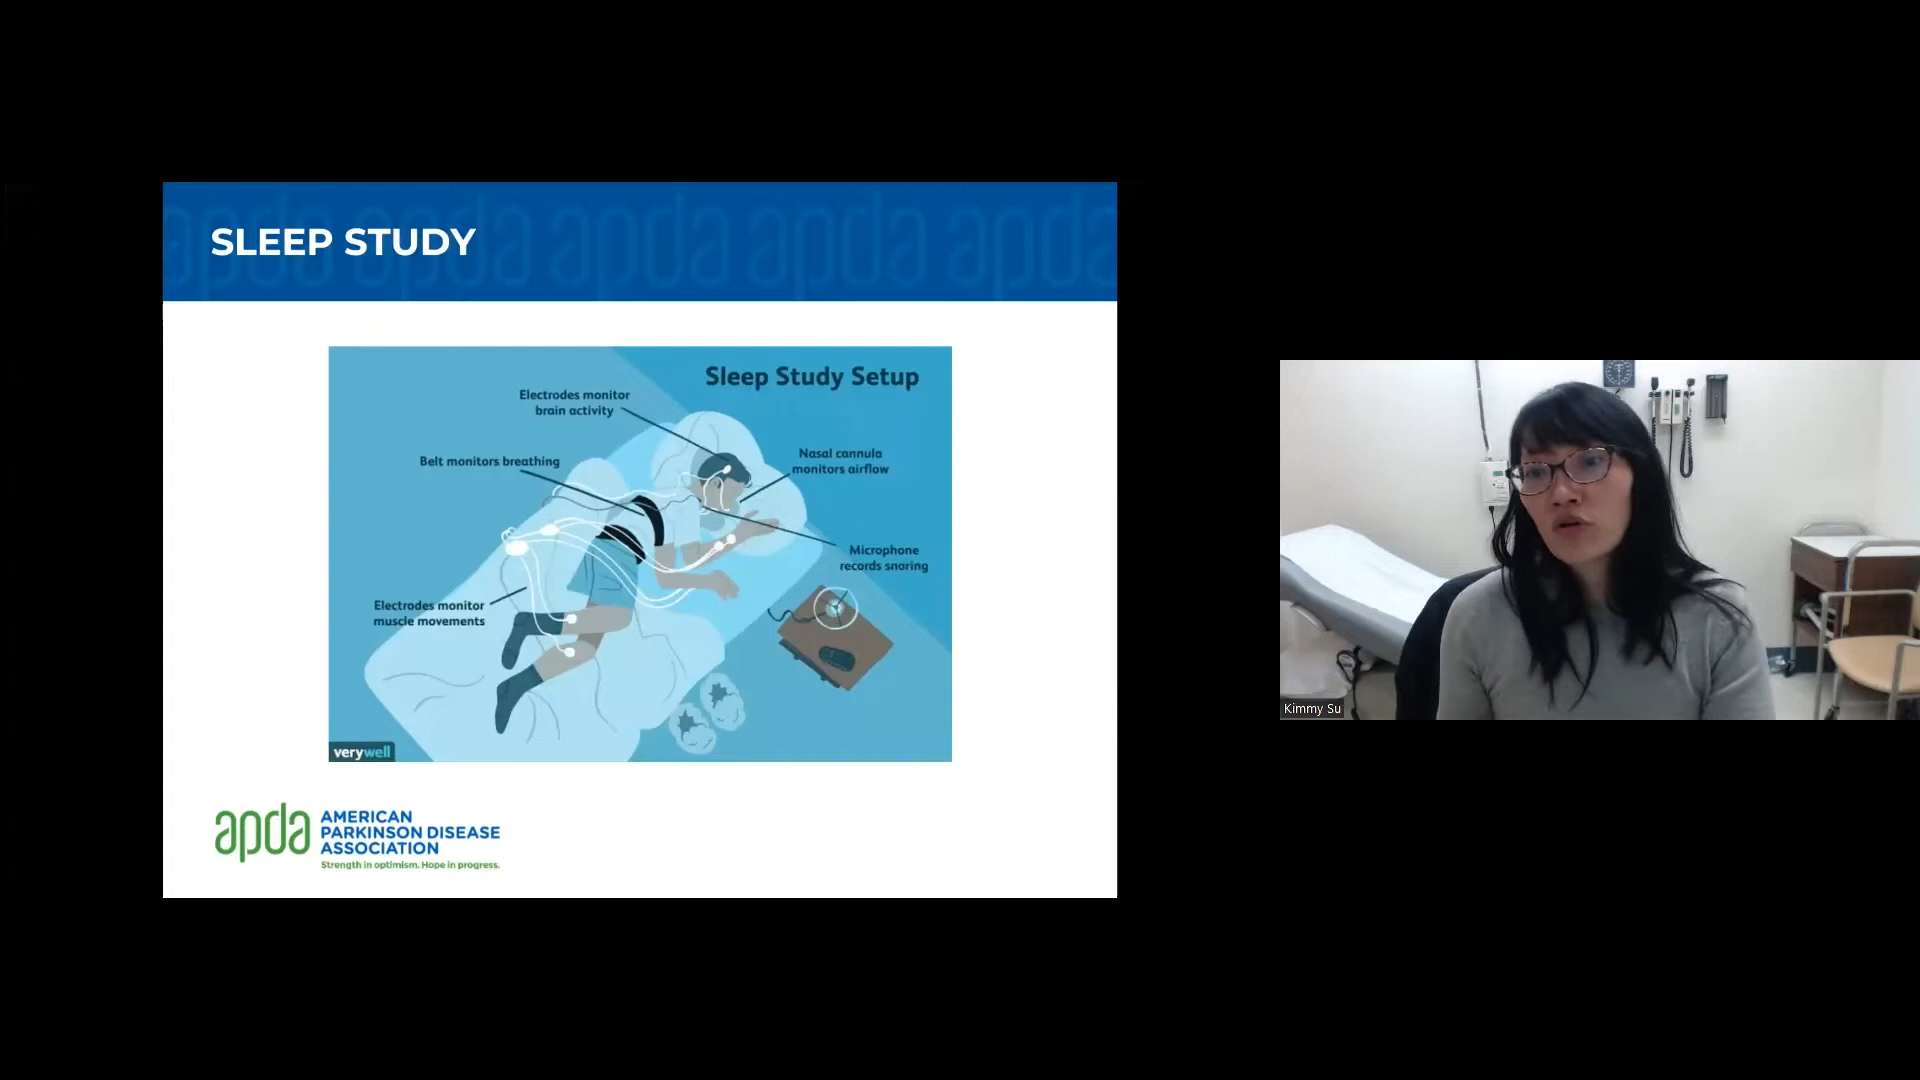 SLEEP STUDY
Sleep Study Setup
Electrodes monitor
brain activity
Belt monitors breathing
Nasal cannula
monitors airflow
Microphone
records snoring
Electrodes monitor
muscle movements
verywell
apda
AMERICAN
PARKINSON DISEASE
ASSOCIATION
Strength in optimism. Hope in progress.
Kimmy Su